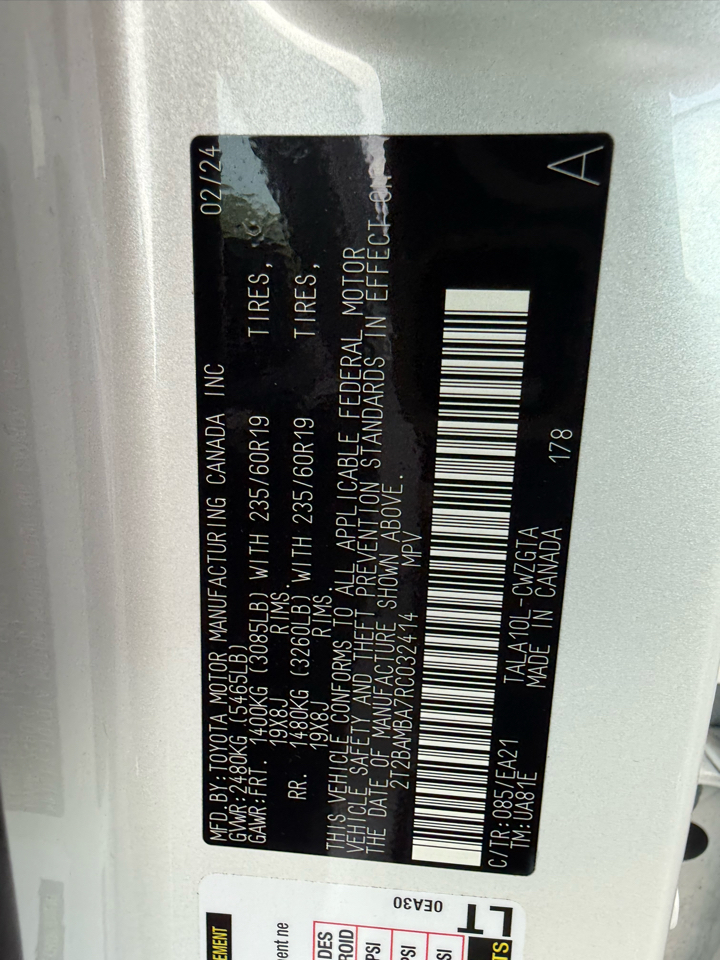 MFD.BY:TOYOTA MOTOR MANUFACTURING CANADA INC 02/24
GVWR:2480KG (5465LB)
GAWR:FRT. 1400KG (3085LB) WITH 235/60R19 TIRES,
19X8J RIMS.
RR. 1480KG (3260LB) WITH 235/60R19 TIRES,
19X8J RIMS.
THIS VEHICLE CONFORMS TO ALL APPLICABLE FEDERAL MOTOR
VEHICLE SAFETY AND THEFT PREVENTION STANDARDS IN EFFECT ON
THE DATE OF MANUFACTURE SHOWN ABOVE.
2T2BAMBA7RC032414 MPV
C/TR:085/EA21 TALA10L-CWZGTA 178 A
TM:UA81E MADE IN CANADA
0EA30
LT